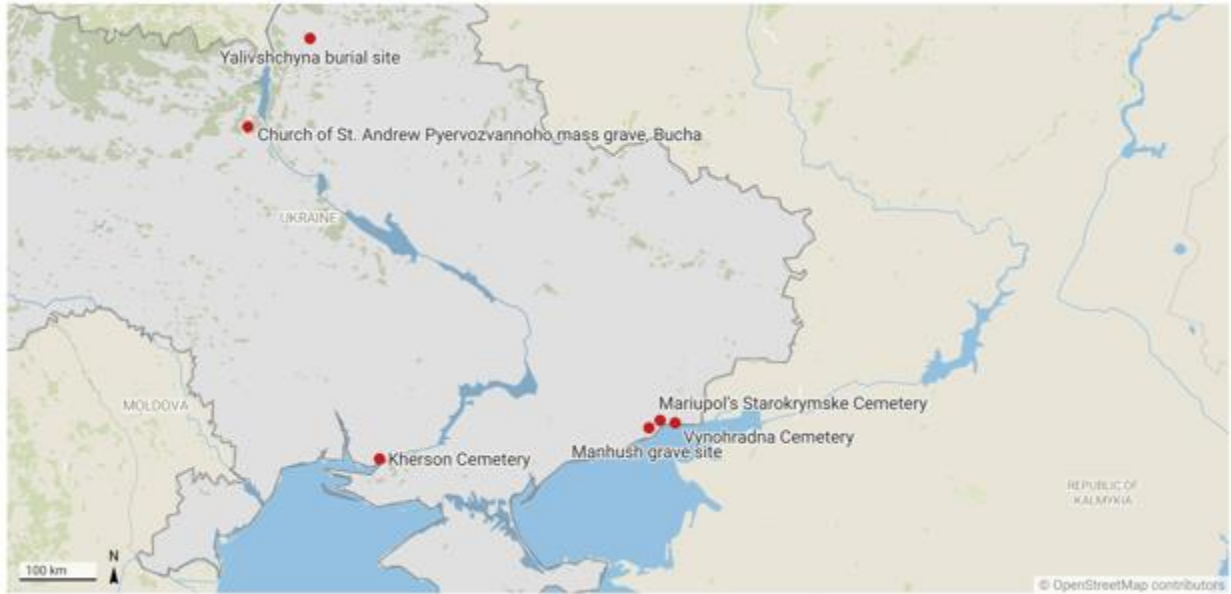 Yalivshchyna burial site
Church of St. Andrew Pyervozvannoho mass grave, Bucha
UKRAINE
MOLDOVA
Mariupol's Starokrymske Cemetery
Vynohradna Cemetery
Manhush grave site
Kherson Cemetery
REPUBLIC OF
KALMYKIA
N
100 km
© OpenStreetMap contributors